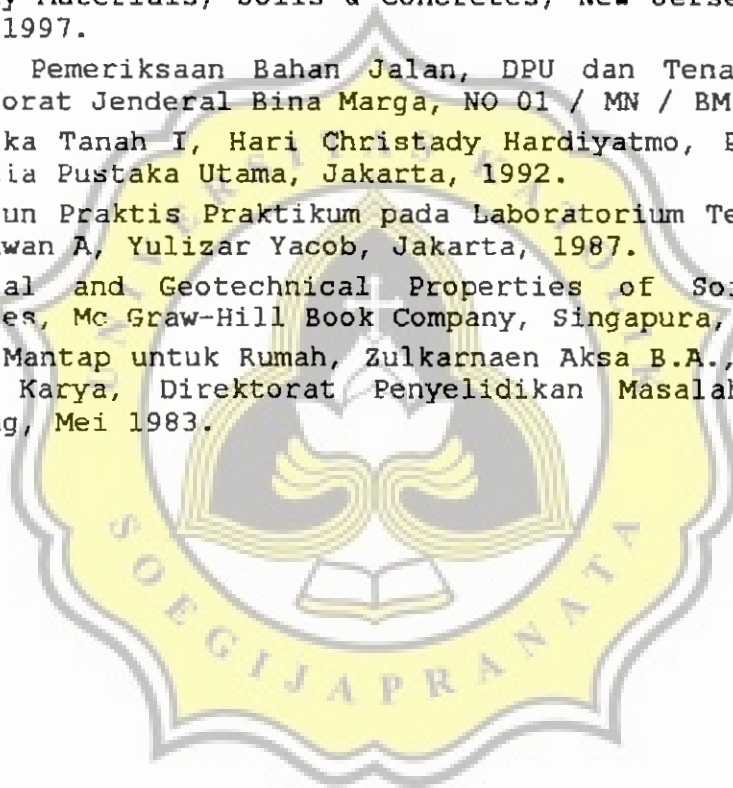 y Materials, Soils & Concretes, New Jerse
1997.
Pemeriksaan Bahan Jalan, DPU dan Tena
orat Jenderal Bina Marga, NO 01 / MN / BM
ka Tanah I, Hari Christady Hardiyatmo, P
ia Pustaka Utama, Jakarta, 1992.
un Praktis Praktikum pada Laboratorium Te
wan A, Yulizar Yacob, Jakarta, 1987.
al and Geotechnical Properties of So
es, Mc Graw-Hill Book Company, Singapura,
Mantap untuk Rumah, Zulkarnaen Aksa B.A.,
Karya, Direktorat Penyelidikan Masalah
g, Mei 1983.
UNIVERSITAS KATOLIK
SOEGIJAPRANATA